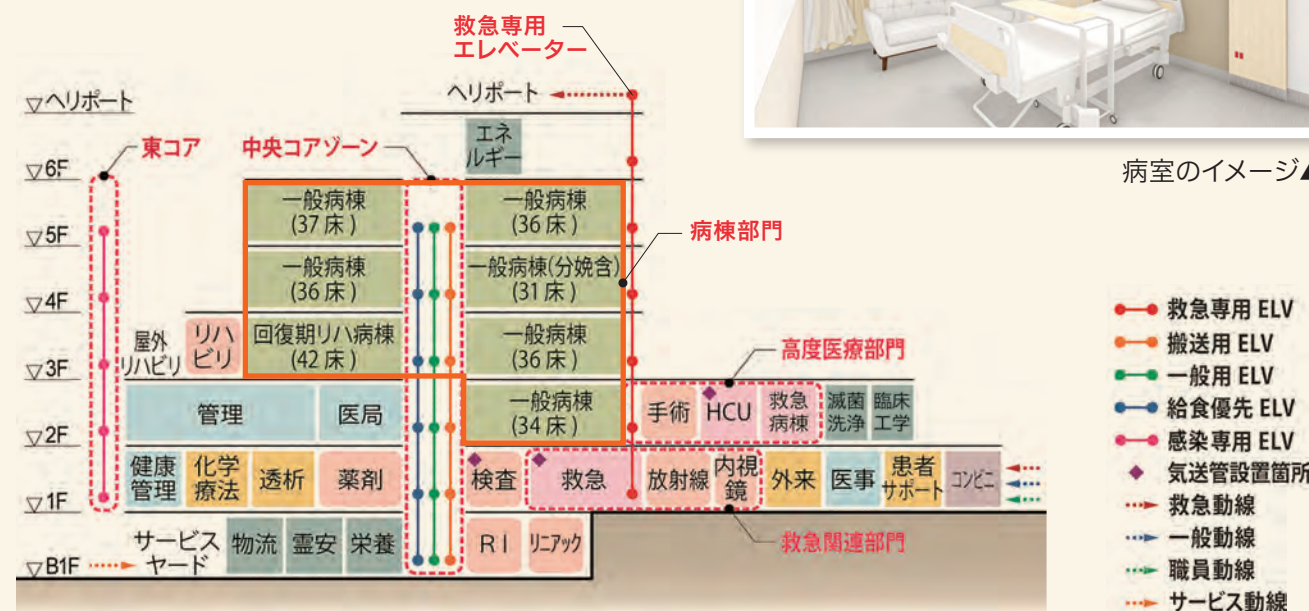 救急専用
エレベーター
▽ヘリポート
ヘリポート
東コア
中央コアゾーン
エネ
ルギー
病室のイメージ▲
▽6F
一般病棟
(37床)
一般病棟
(36床)
▽5F
病棟部門
一般病棟
(36床)
一般病棟(分娩含)
(31床)
▽4F
屋外
リハビリ
リハ
ビリ
回復期リハ病棟
(42床)
一般病棟
(36床)
高度医療部門
▽3F
管理
医局
一般病棟
(34床)
手術
HCU
救急
病棟
滅菌
洗浄
臨床
工学
▽2F
健康
管理
化学
療法
透析
薬剤
検査
救急
放射線
内視
鏡
外来
医事
患者
サポート
コンビニ
▽1F
サービス
ヤード
物流
霊安
栄養
RI
リニアック
救急関連部門
▽B1F
救急専用 ELV
搬送用 ELV
一般用 ELV
給食優先 ELV
感染専用 ELV
気送管設置箇所
救急動線
一般動線
職員動線
サービス動線